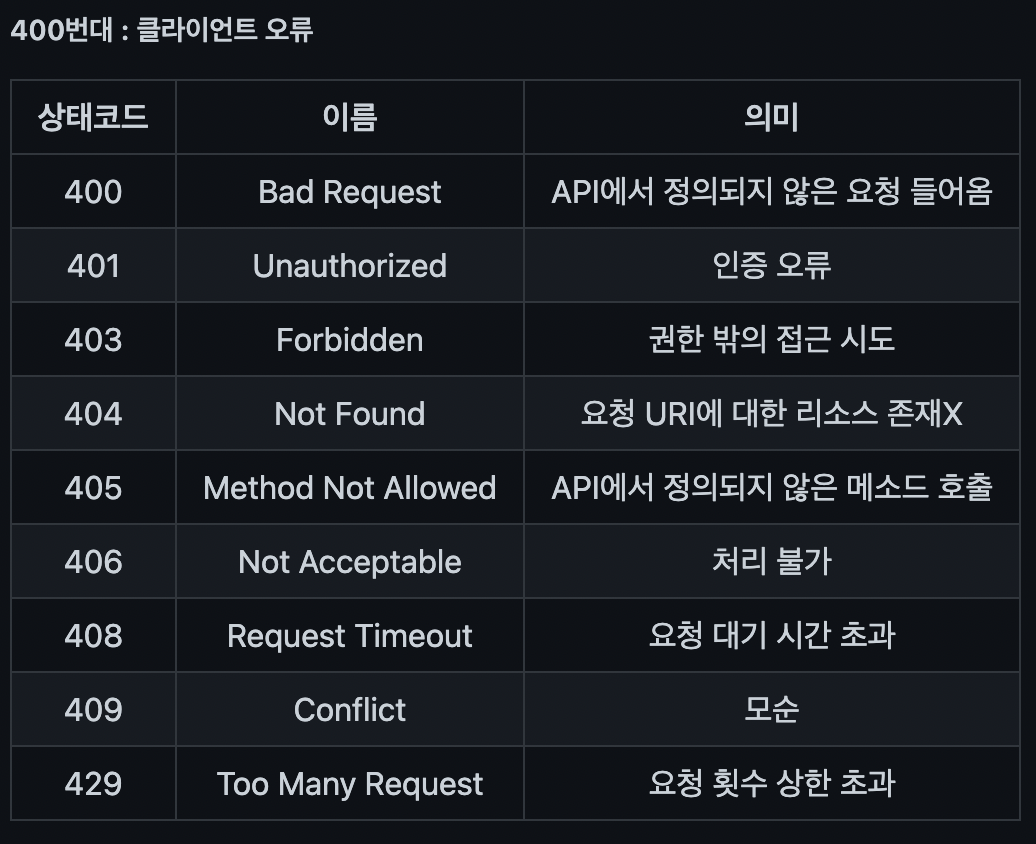 400번대 : 클라이언트 오류
상태코드 이름 의미
400 Bad Request API에서 정의되지 않은 요청 들어옴
401 Unauthorized 인증 오류
403 Forbidden 권한 밖의 접근 시도
404 Not Found 요청 URI에 대한 리소스 존재X
405 Method Not Allowed API에서 정의되지 않은 메소드 호출
406 Not Acceptable 처리 불가
408 Request Timeout 요청 대기 시간 초과
409 Conflict 모순
429 Too Many Request 요청 횟수 상한 초과